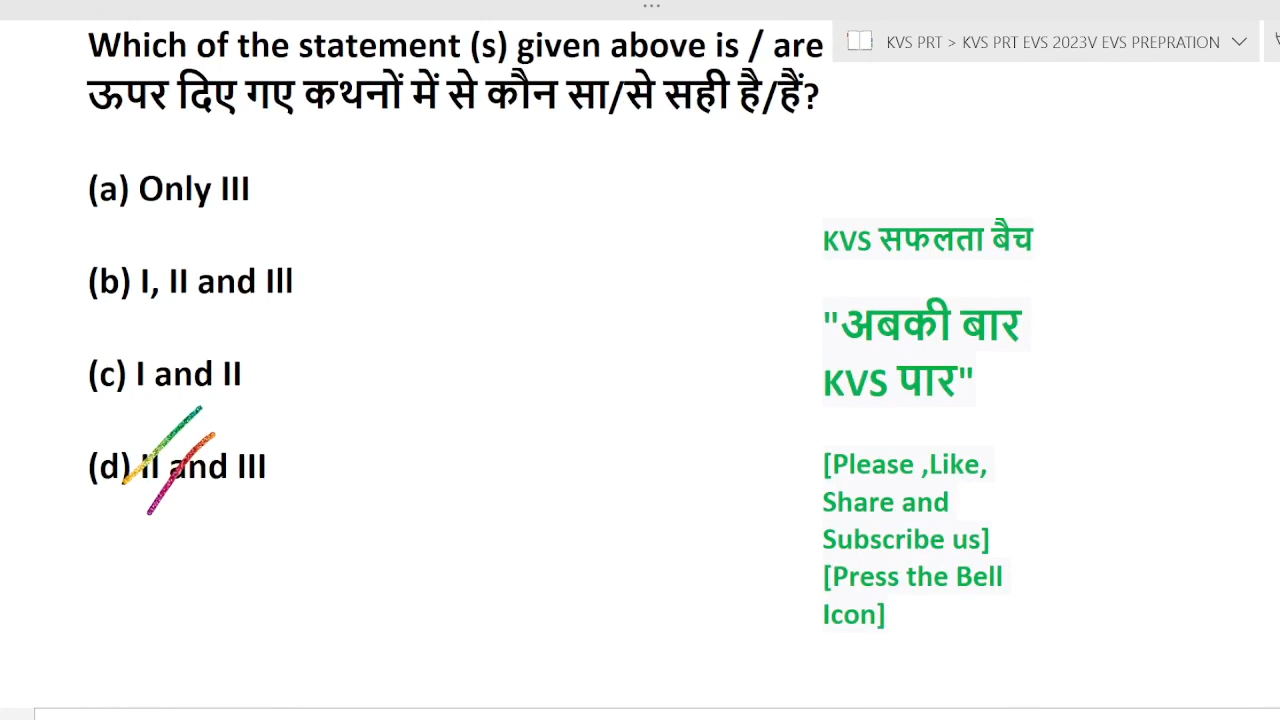 Which of the statement (s) given above is / are
ऊपर दिए गए कथनों में से कौन सा/से सही है/हैं?
(a) Only III
(b) I, II and Ill
(c) I and II
(d) II and III
KVS PRT > KVS PRT EVS 2023V EVS PREPRATION
KVS सफलता बैच
"अबकी बार
KVS पार"
[Please ,Like,
Share and
Subscribe us]
[Press the Bell
Icon]